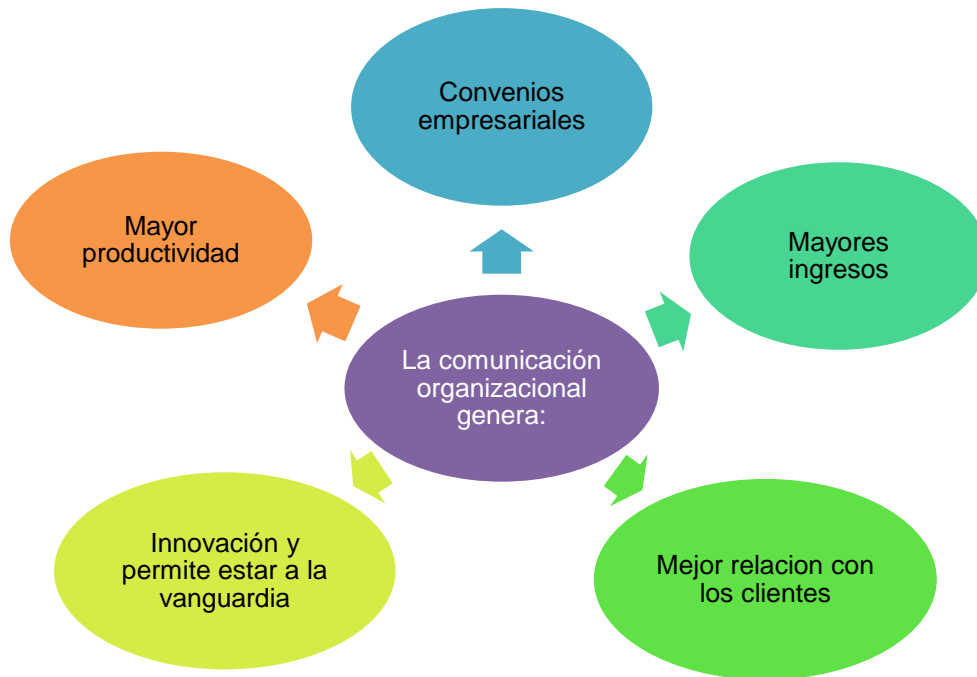 Convenios
empresariales
Mayor
productividad
Mayores
ingresos
La comunicación
organizacional
genera:
Innovación y
permite estar a la
vanguardia
Mejor relacion con
los clientes